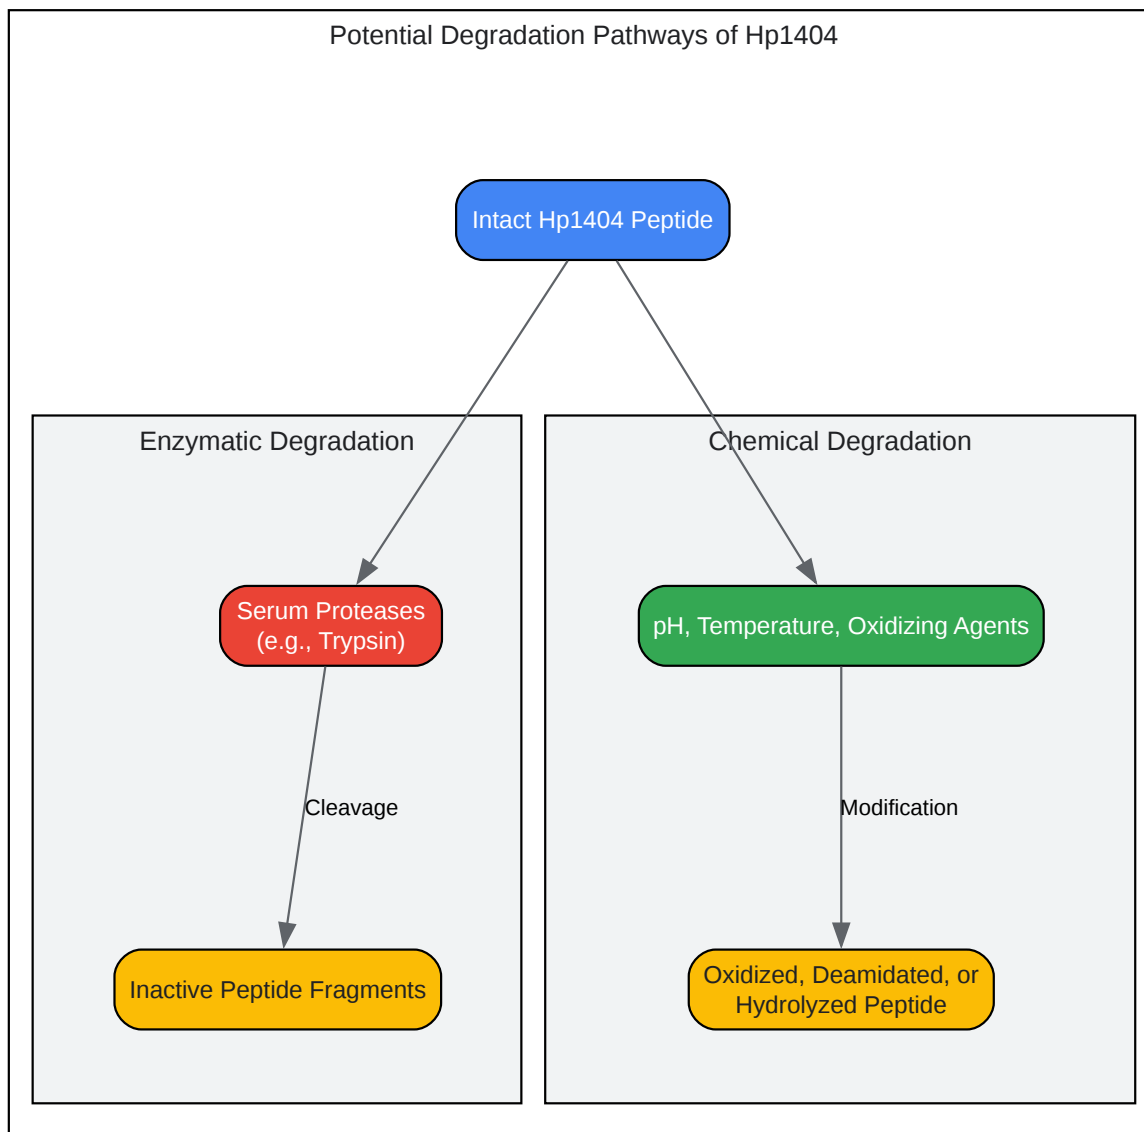 Potential Degradation Pathways of Hp1404
Intact Hp1404 Peptide
Enzymatic Degradation
Serum Proteases
(e.g., Trypsin)
Cleavage
Inactive Peptide Fragments
Chemical Degradation
pH, Temperature, Oxidizing Agents
Modification
Oxidized, Deamidated, or
Hydrolyzed Peptide